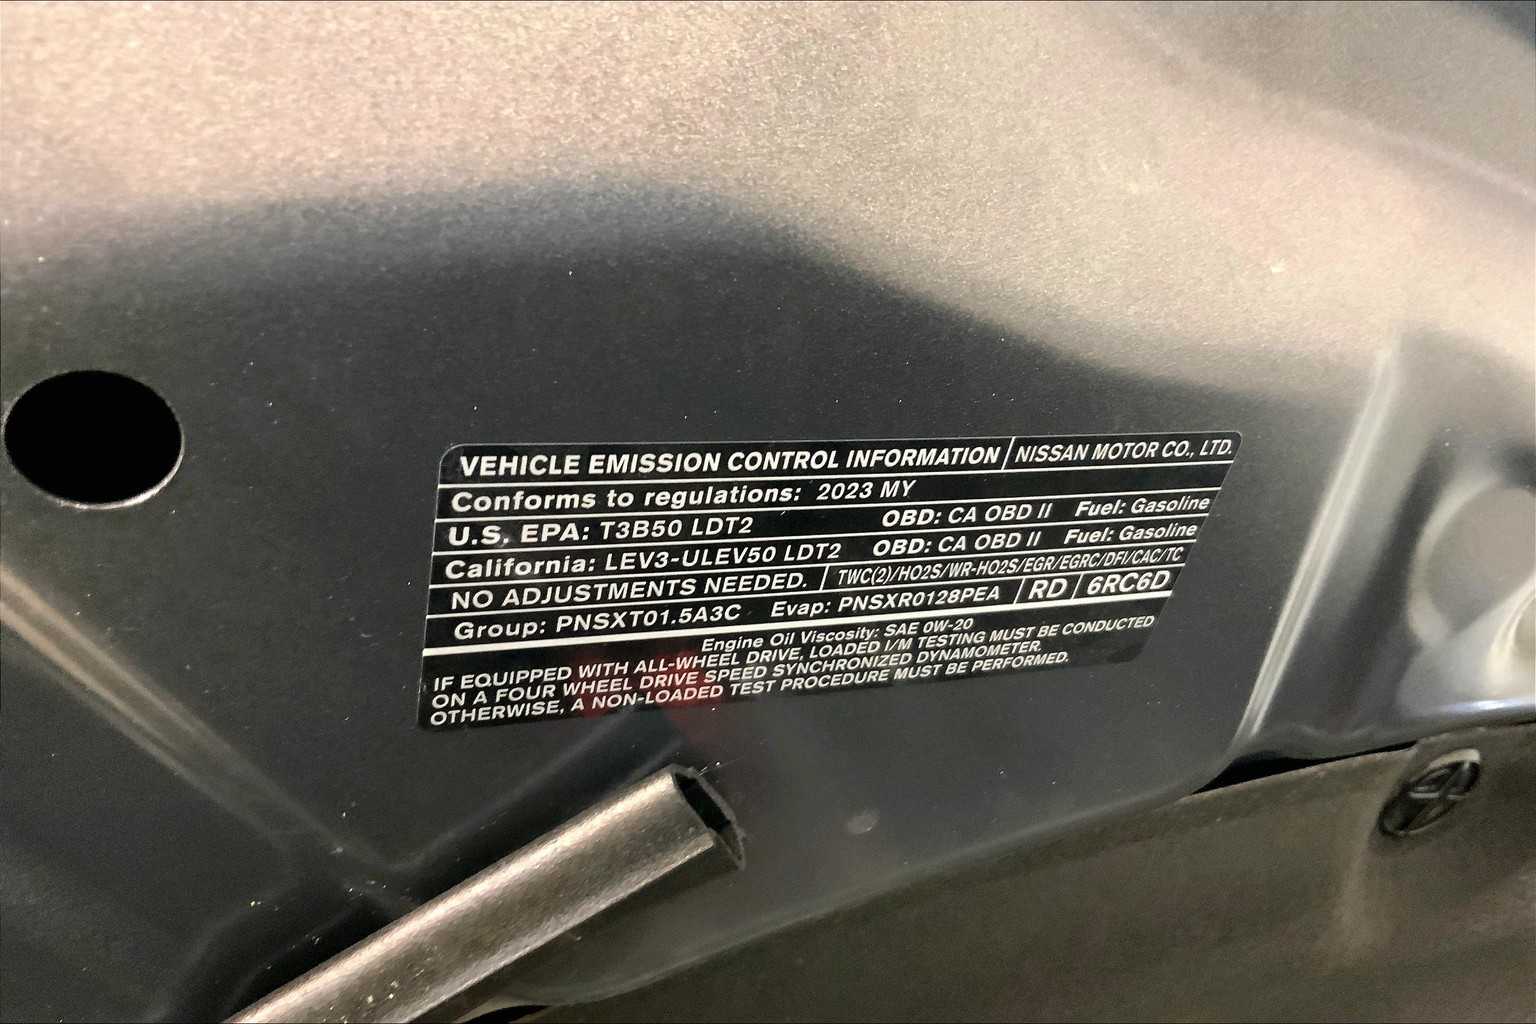 VEHICLE EMISSION CONTROL INFORMATION NISSAN MOTOR CO., LTD.
Conforms to regulations: 2023 MY
U.S. EPA: T3B50 LDT2 OBD: CA OBD II Fuel: Gasoline
California: LEV3-ULEV50 LDT2 OBD: CA OBD II Fuel: Gasoline
NO ADJUSTMENTS NEEDED. TWC(2)/HO2S/WR-HO2S/EGR/EGRC/DFI/CAC/TC
Group: PNSXT01.5A3C Evap: PNSXR0128PEA RD 6RC6D
Engine Oil Viscosity: SAE 0W-20
IF EQUIPPED WITH ALL-WHEEL DRIVE, LOADED I/M TESTING MUST BE CONDUCTED
ON A FOUR WHEEL DRIVE SPEED SYNCHRONIZED DYNAMOMETER.
OTHERWISE, A NON-LOADED TEST PROCEDURE MUST BE PERFORMED.